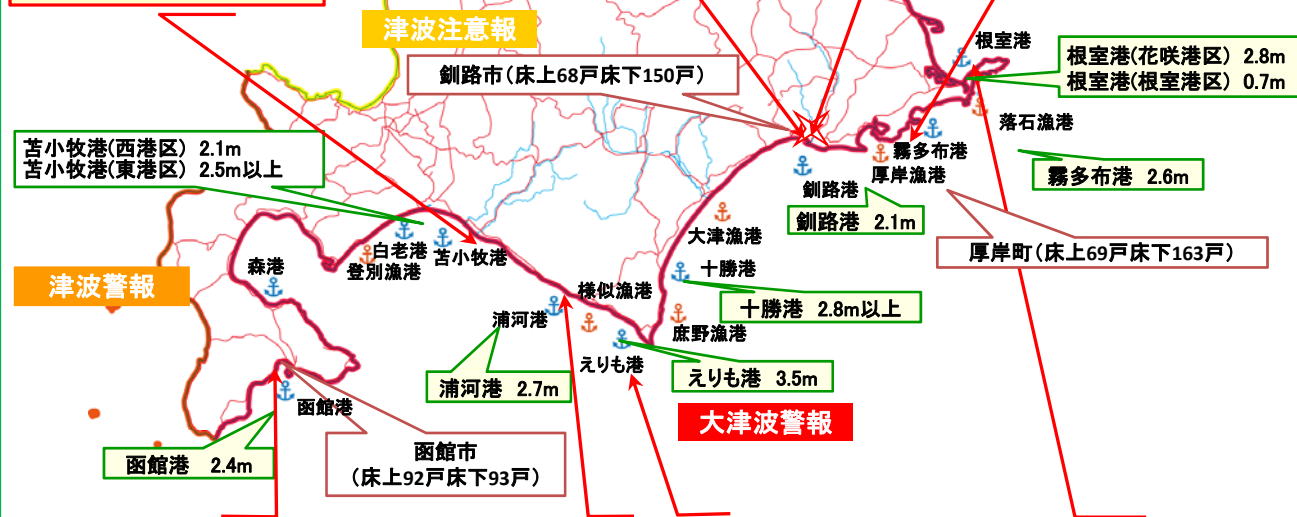 津波注意報
根室港
釧路市(床上68戸床下150戸)
根室港(花咲港区) 2.8m
根室港(根室港区) 0.7m
落石漁港
苫小牧港(西港区) 2.1m
苫小牧港(東港区) 2.5m以上
霧多布港
厚岸漁港
霧多布港 2.6m
釧路港
釧路港 2.1m
大津漁港
厚岸町(床上69戸床下163戸)
白老港
苫小牧港
登別漁港
森港
十勝港
津波警報
様似漁港
十勝港 2.8m以上
浦河港
庶野漁港
えりも港
えりも港 3.5m
浦河港 2.7m
函館港
大津波警報
函館市
(床上92戸床下93戸)
函館港 2.4m